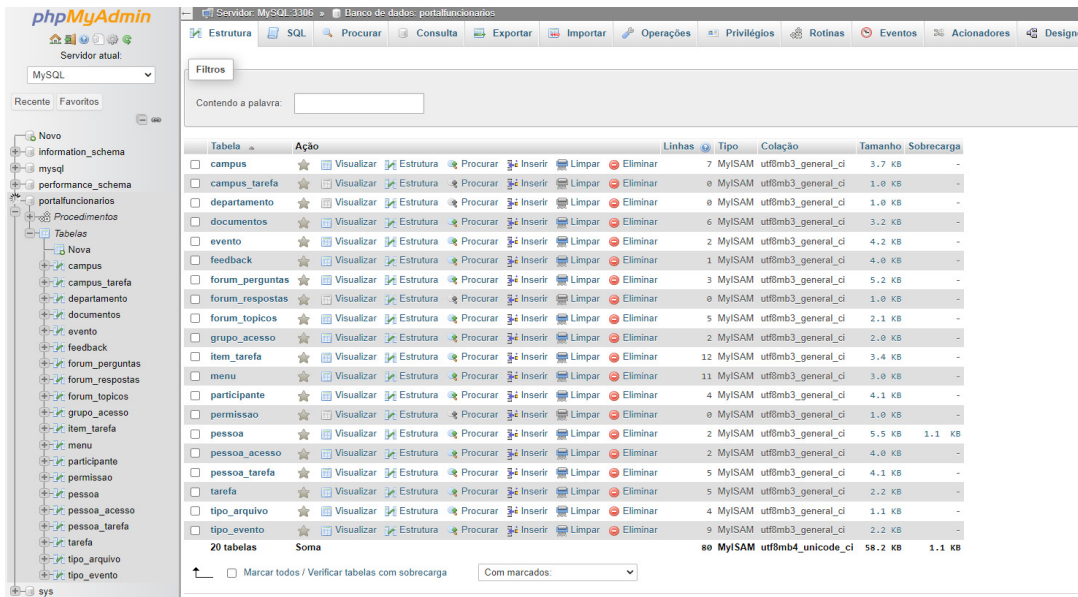 phpMyAdmin
Servidor atual:
MySQL
Recente Favoritos
Novo
information_schema
mysql
performance_schema
portalfuncionarios
Procedimentos
Tabelas
Nova
campus
campus_tarefa
departamento
documentos
evento
feedback
forum_perguntas
forum_respostas
forum_topicos
grupo_acesso
item_tarefa
menu
participante
permissao
pessoa
pessoa_acesso
pessoa_tarefa
tarefa
tipo_arquivo
tipo_evento
sys
Servidor: MySQL:3306 » Banco de dados: portalfuncionarios
Estrutura SQL Procurar Consulta Exportar Importar Operações Privilégios Rotinas Eventos Acionadores Design
Filtros
Contendo a palavra:
Tabela Ação Linhas Tipo Colação Tamanho Sobrecarga
campus Visualizar Estrutura Procurar Inserir Limpar Eliminar 7 MyISAM utf8mb3_general_ci 3.7 KB -
campus_tarefa Visualizar Estrutura Procurar Inserir Limpar Eliminar 0 MyISAM utf8mb3_general_ci 1.0 KB -
departamento Visualizar Estrutura Procurar Inserir Limpar Eliminar 0 MyISAM utf8mb3_general_ci 1.0 KB -
documentos Visualizar Estrutura Procurar Inserir Limpar Eliminar 6 MyISAM utf8mb3_general_ci 3.2 KB -
evento Visualizar Estrutura Procurar Inserir Limpar Eliminar 2 MyISAM utf8mb3_general_ci 4.2 KB -
feedback Visualizar Estrutura Procurar Inserir Limpar Eliminar 1 MyISAM utf8mb3_general_ci 4.0 KB -
forum_perguntas Visualizar Estrutura Procurar Inserir Limpar Eliminar 3 MyISAM utf8mb3_general_ci 5.2 KB -
forum_respostas Visualizar Estrutura Procurar Inserir Limpar Eliminar 0 MyISAM utf8mb3_general_ci 1.0 KB -
forum_topicos Visualizar Estrutura Procurar Inserir Limpar Eliminar 5 MyISAM utf8mb3_general_ci 2.1 KB -
grupo_acesso Visualizar Estrutura Procurar Inserir Limpar Eliminar 2 MyISAM utf8mb3_general_ci 2.0 KB -
item_tarefa Visualizar Estrutura Procurar Inserir Limpar Eliminar 12 MyISAM utf8mb3_general_ci 3.4 KB -
menu Visualizar Estrutura Procurar Inserir Limpar Eliminar 11 MyISAM utf8mb3_general_ci 3.0 KB -
participante Visualizar Estrutura Procurar Inserir Limpar Eliminar 4 MyISAM utf8mb3_general_ci 4.1 KB -
permissao Visualizar Estrutura Procurar Inserir Limpar Eliminar 0 MyISAM utf8mb3_general_ci 1.0 KB -
pessoa Visualizar Estrutura Procurar Inserir Limpar Eliminar 2 MyISAM utf8mb3_general_ci 5.5 KB 1.1 KB
pessoa_acesso Visualizar Estrutura Procurar Inserir Limpar Eliminar 2 MyISAM utf8mb3_general_ci 4.0 KB -
pessoa_tarefa Visualizar Estrutura Procurar Inserir Limpar Eliminar 5 MyISAM utf8mb3_general_ci 4.1 KB -
tarefa Visualizar Estrutura Procurar Inserir Limpar Eliminar 5 MyISAM utf8mb3_general_ci 2.2 KB -
tipo_arquivo Visualizar Estrutura Procurar Inserir Limpar Eliminar 4 MyISAM utf8mb3_general_ci 1.1 KB -
tipo_evento Visualizar Estrutura Procurar Inserir Limpar Eliminar 9 MyISAM utf8mb3_general_ci 2.2 KB -
20 tabelas Soma 80 MyISAM utf8mb4_unicode_ci 58.2 KB 1.1 KB
Marcar todos / Verificar tabelas com sobrecarga Com marcados: